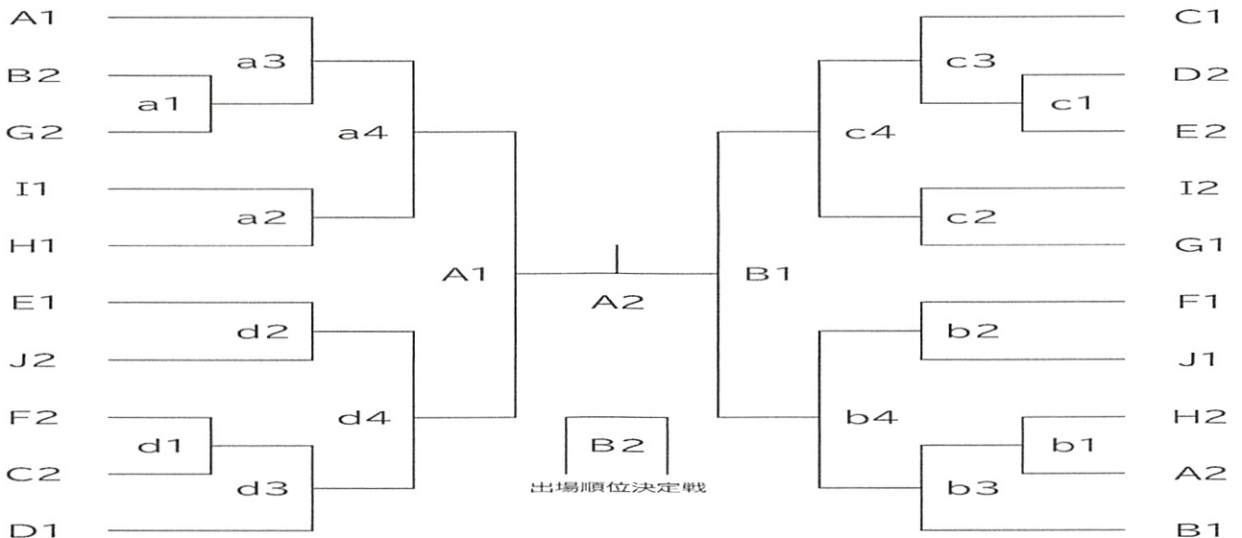 A1
B2
G2
I1
H1
E1
J2
F2
C2
D1
a3
a1
a4
a2
d2
d4
d1
d3
A1
A2
B1
B2
出場順位決定戦
c3
c1
c4
c2
b2
b4
b1
b3
C1
D2
E2
I2
G1
F1
J1
H2
A2
B1